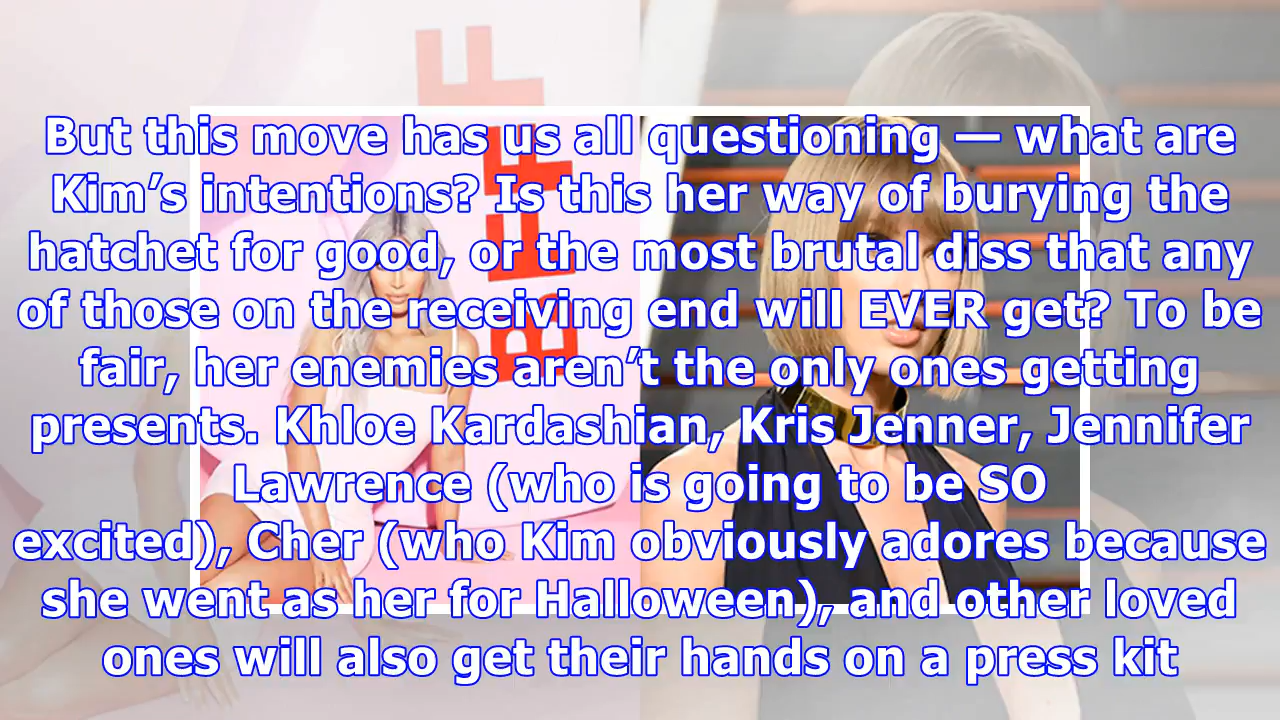 BFF
But this move has us all questioning — what are
Kim’s intentions? Is this her way of burying the
hatchet for good, or the most brutal diss that any
of those on the receiving end will EVER get? To be
fair, her enemies aren’t the only ones getting
presents. Khloe Kardashian, Kris Jenner, Jennifer
Lawrence (who is going to be SO
excited), Cher (who Kim obviously adores because
she went as her for Halloween), and other loved
ones will also get their hands on a press kit